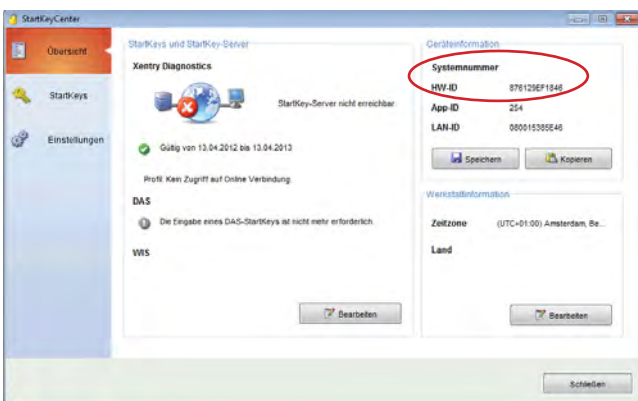 StartKeyCenter
Übersicht
StartKeys
Einstellungen
StartKeys und StartKey-Server
Xentry Diagnostics
StartKey-Server nicht erreichbar
Gültig von 13.04.2012 bis 13.04.2013
Profil: Kein Zugriff auf Online Verbindung.
DAS
Die Eingabe eines DAS-StartKeys ist nicht mehr erforderlich.
WIS
Bearbeiten
Geräteinformation
Systemnummer
HW-ID 876129EF1846
App-ID 254
LAN-ID 080015385E46
Speichern Kopieren
Werkstattinformation
Zeitzone (UTC+01:00) Amsterdam, Be...
Land
Bearbeiten
Schließen